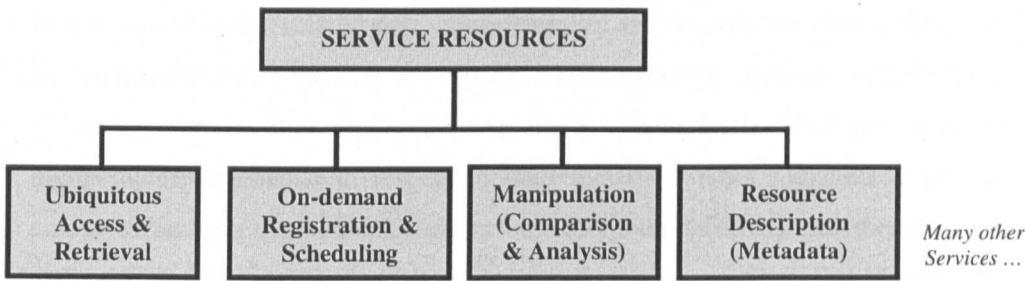 SERVICE RESOURCES
Ubiquitous
Access &
Retrieval
On-demand
Registration &
Scheduling
Manipulation
(Comparison
& Analysis)
Resource
Description
(Metadata)
Many other
Services ...